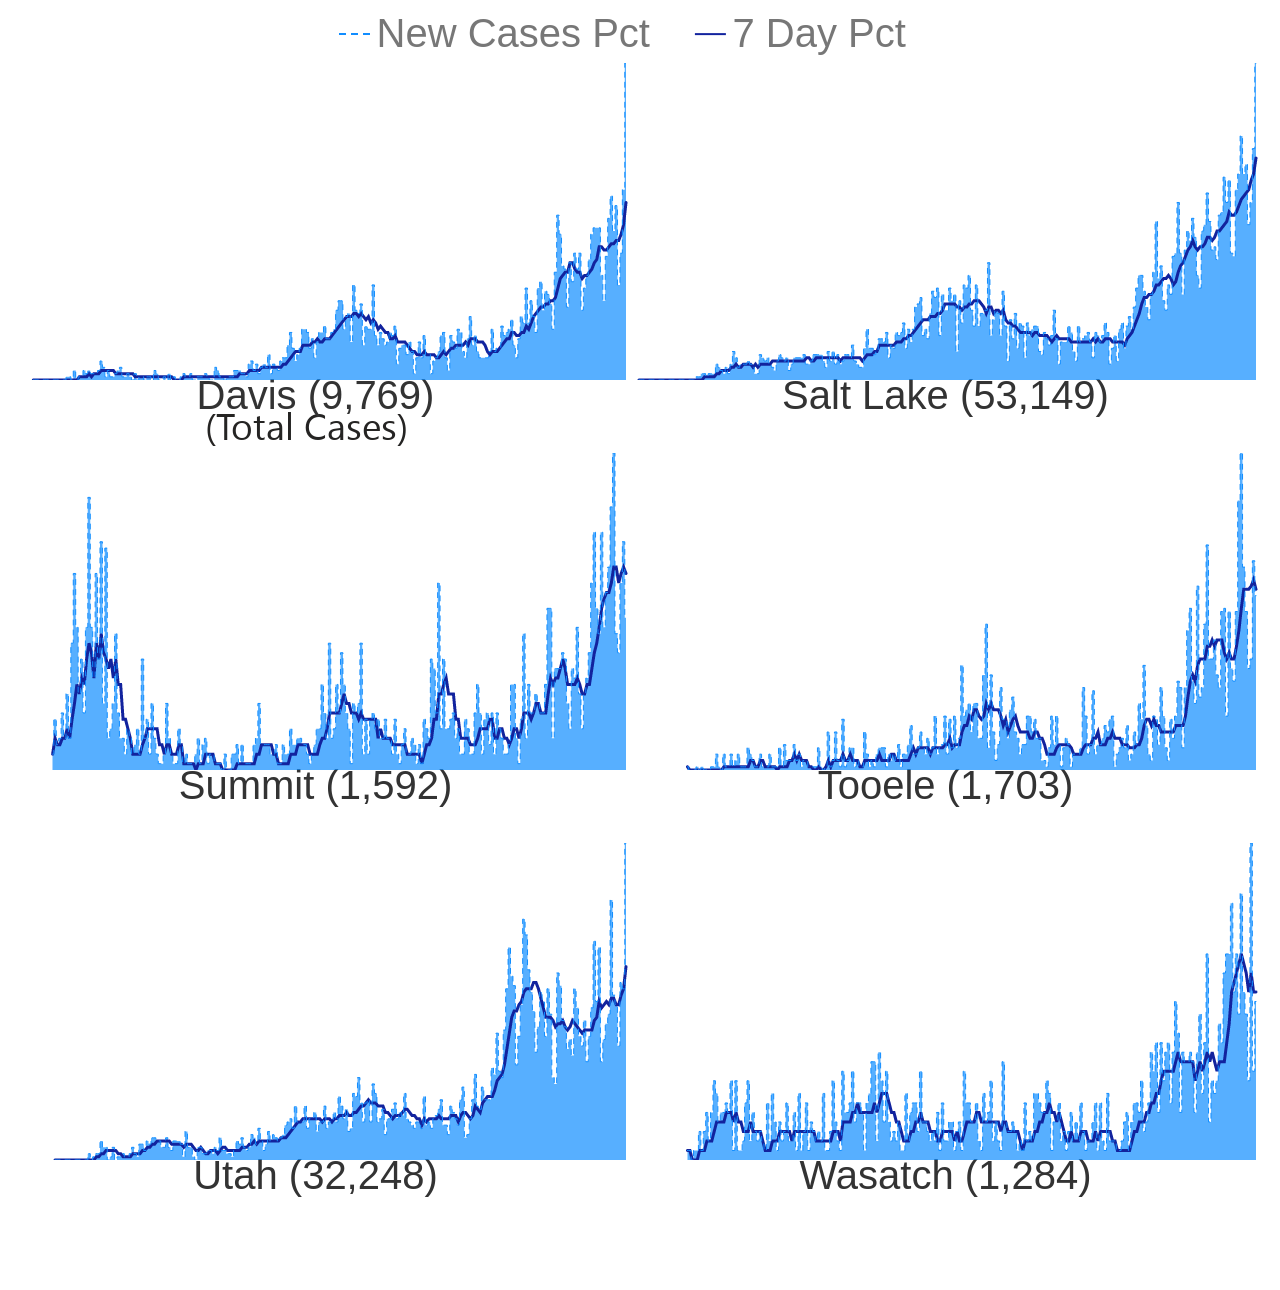 New Cases Pct 7 Day Pct
Davis (9,769) Salt Lake (53,149)
(Total Cases)
Summit (1,592) Tooele (1,703)
Utah (32,248) Wasatch (1,284)